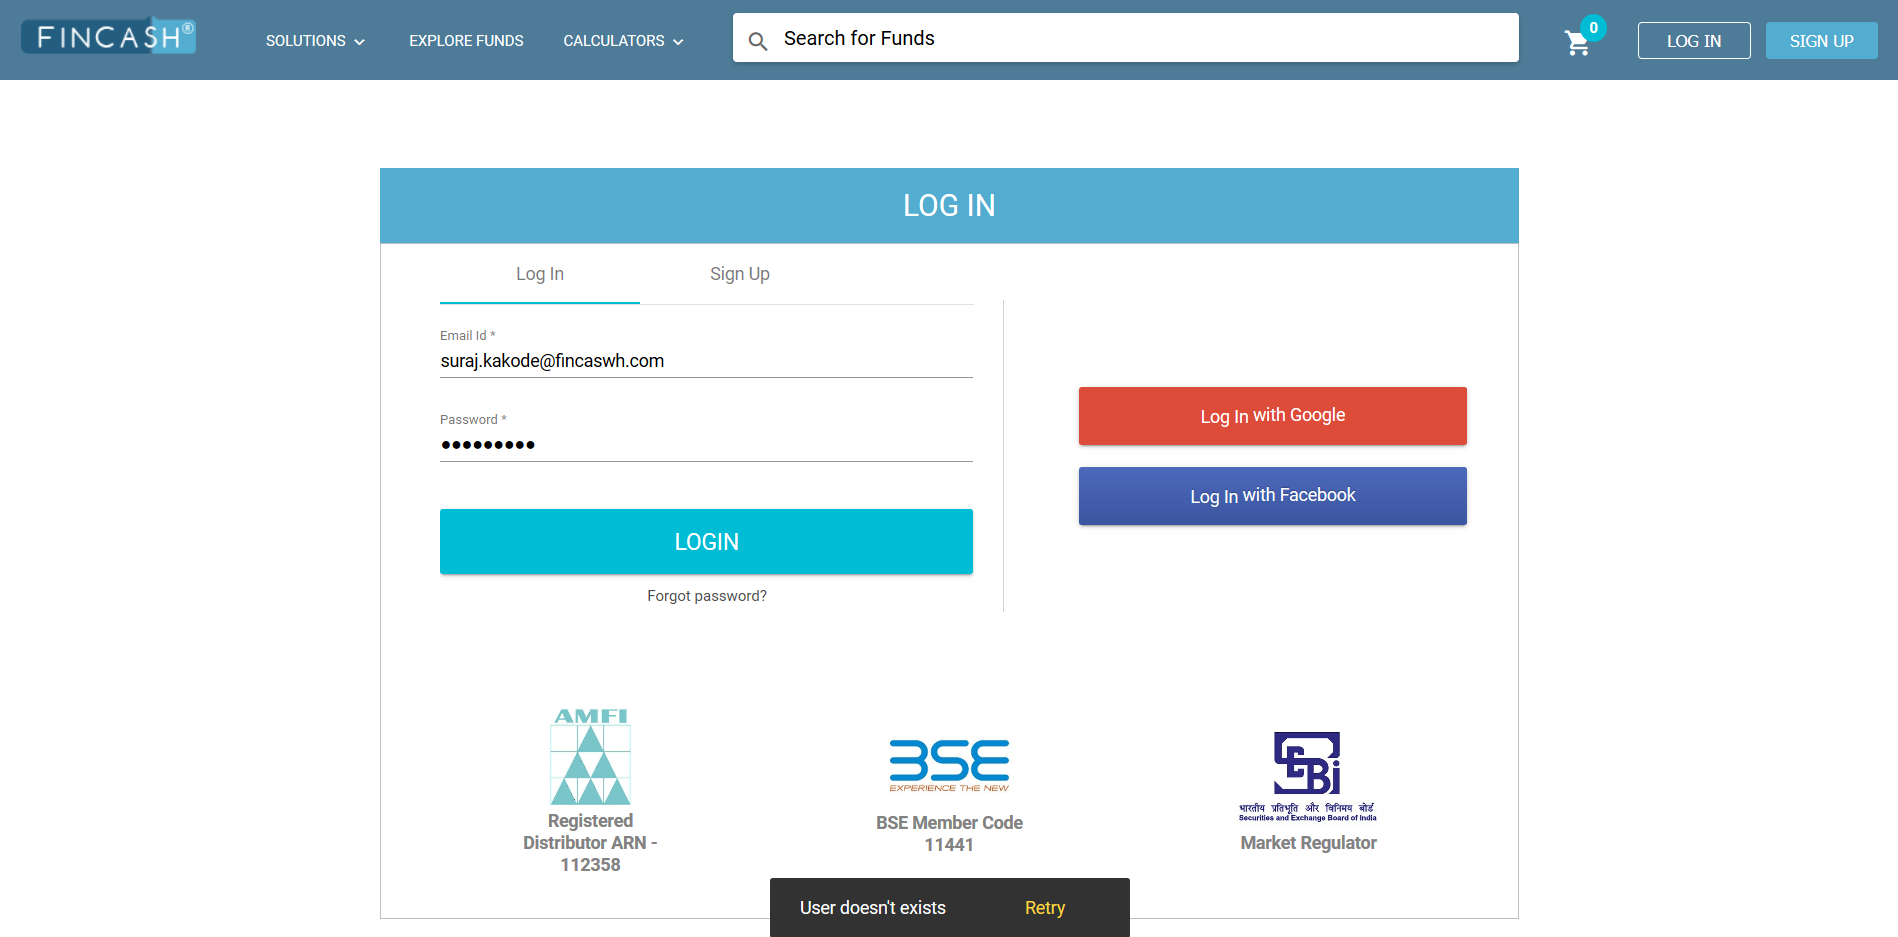 FINCASH®
SOLUTIONS
EXPLORE FUNDS
CALCULATORS
Search for Funds
0
LOG IN
SIGN UP
LOG IN
Log In
Sign Up
Email Id *
suraj.kakode@fincaswh.com
Password *
•••••••••
LOGIN
Forgot password?
Log In with Google
Log In with Facebook
AMFI
Registered
Distributor ARN -
112358
BSE
EXPERIENCE THE NEW
BSE Member Code
11441
SEBi
भारतीय प्रतिभूति और विनिमय बोर्ड
Securities and Exchange Board of India
Market Regulator
User doesn't exists
Retry